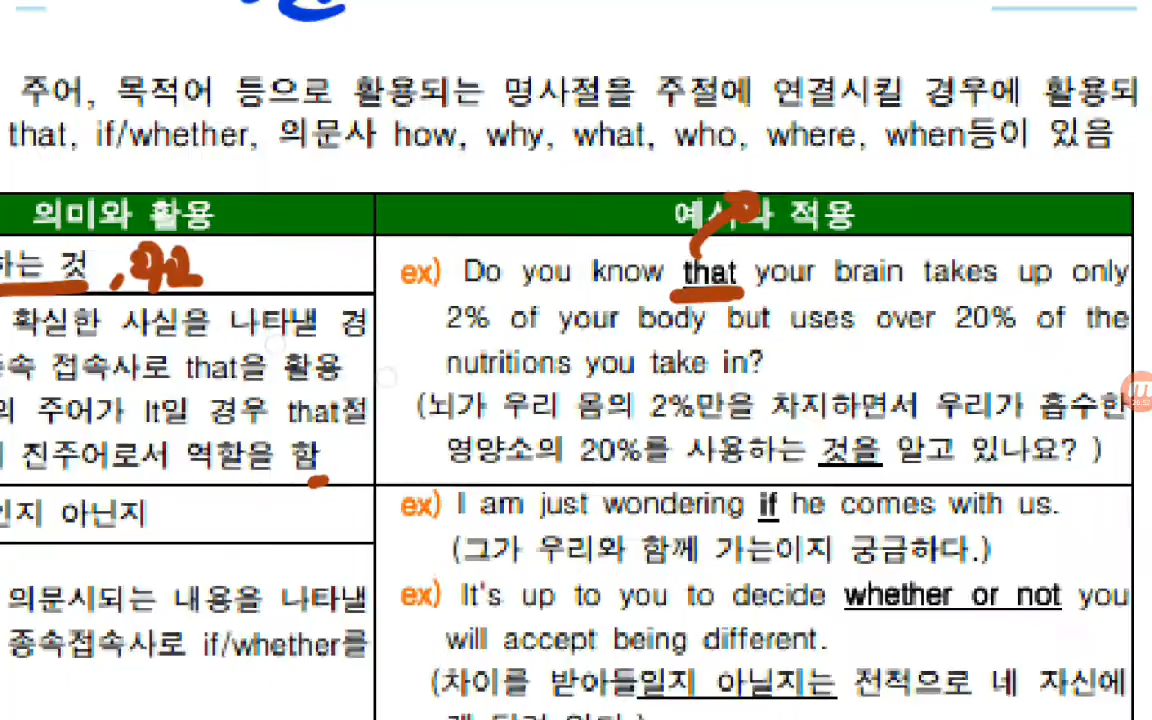 주어, 목적어 등으로 활용되는 명사절을 주절에 연결시킬 경우에 활용되
that, if/whether, 의문사 how, why, what, who, where, when등이 있음
의미와 활용
하는 것
확실한 사실을 나타낼 경
종속 접속사로 that을 활용
의 주어가 It일 경우 that절
진주어로서 역할을 함
인지 아닌지
의문시되는 내용을 나타낼
종속접속사로 if/whether를
예시와 적용
ex) Do you know that your brain takes up only
2% of your body but uses over 20% of the
nutritions you take in?
(뇌가 우리 몸의 2%만을 차지하면서 우리가 흡수한
영양소의 20%를 사용하는 것을 알고 있나요? )
ex) I am just wondering if he comes with us.
(그가 우리와 함께 가는이지 궁금하다.)
ex) It's up to you to decide whether or not you
will accept being different.
(차이를 받아들일지 아닐지는 전적으로 네 자신에